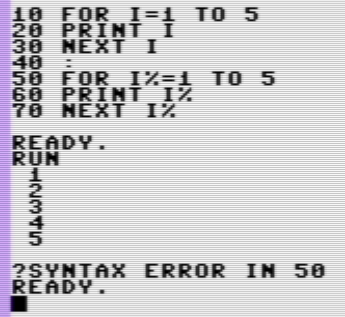 10 FOR I=1 TO 5
20 PRINT I
30 NEXT I
40 :
50 FOR I%=1 TO 5
60 PRINT I%
70 NEXT I%
READY.
RUN
1
2
3
4
5
?SYNTAX ERROR IN 50
READY.